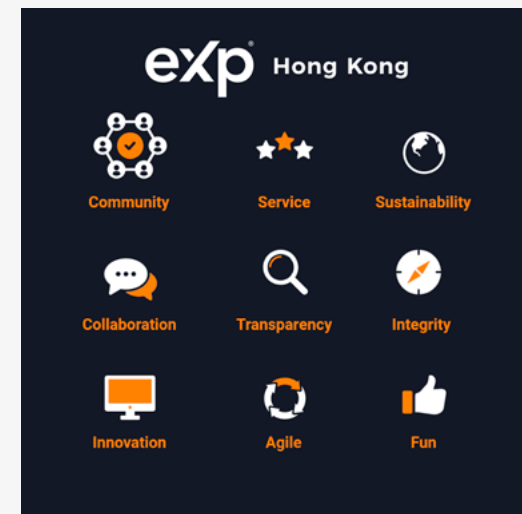 eXp Hong Kong
Community Service Sustainability
Collaboration Transparency Integrity
Innovation Agile Fun